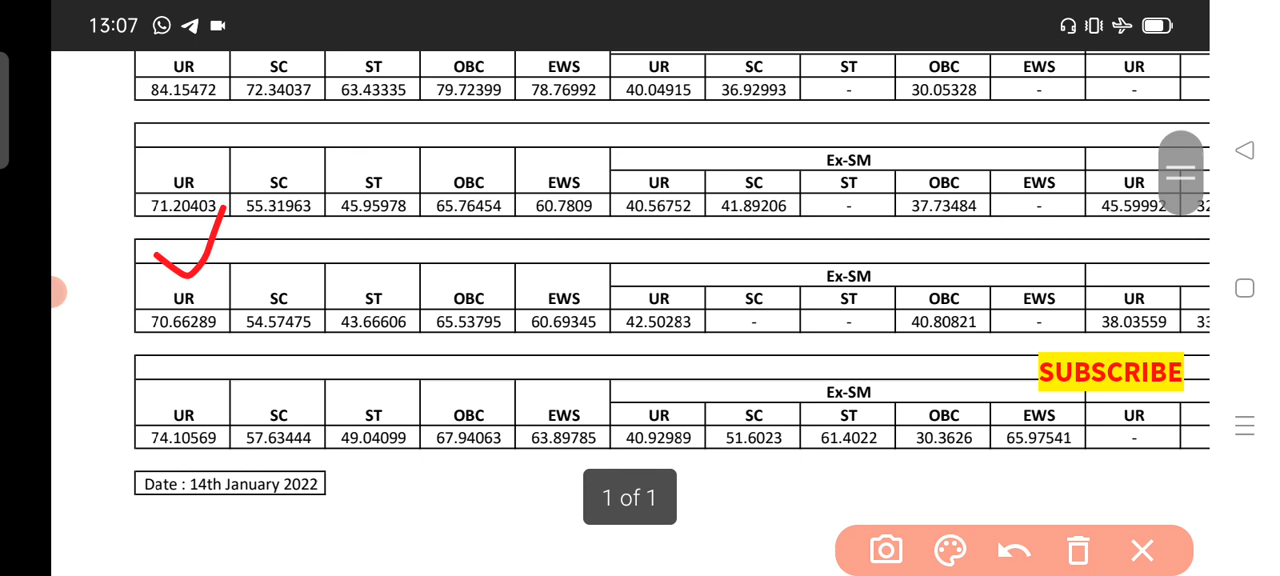 13:07
UR SC ST OBC EWS UR SC ST OBC EWS UR
84.15472 72.34037 63.43335 79.72399 78.76992 40.04915 36.92993 - 30.05328 - -
Ex-SM
UR SC ST OBC EWS UR SC ST OBC EWS UR
71.20403 55.31963 45.95978 65.76454 60.7809 40.56752 41.89206 - 37.73484 - 45.59992 32
Ex-SM
UR SC ST OBC EWS UR SC ST OBC EWS UR
70.66289 54.57475 43.66606 65.53795 60.69345 42.50283 - - 40.80821 - 38.03559 33
SUBSCRIBE
Ex-SM
UR SC ST OBC EWS UR SC ST OBC EWS UR
74.10569 57.63444 49.04099 67.94063 63.89785 40.92989 51.6023 61.4022 30.3626 65.97541 -
Date : 14th January 2022
1 of 1